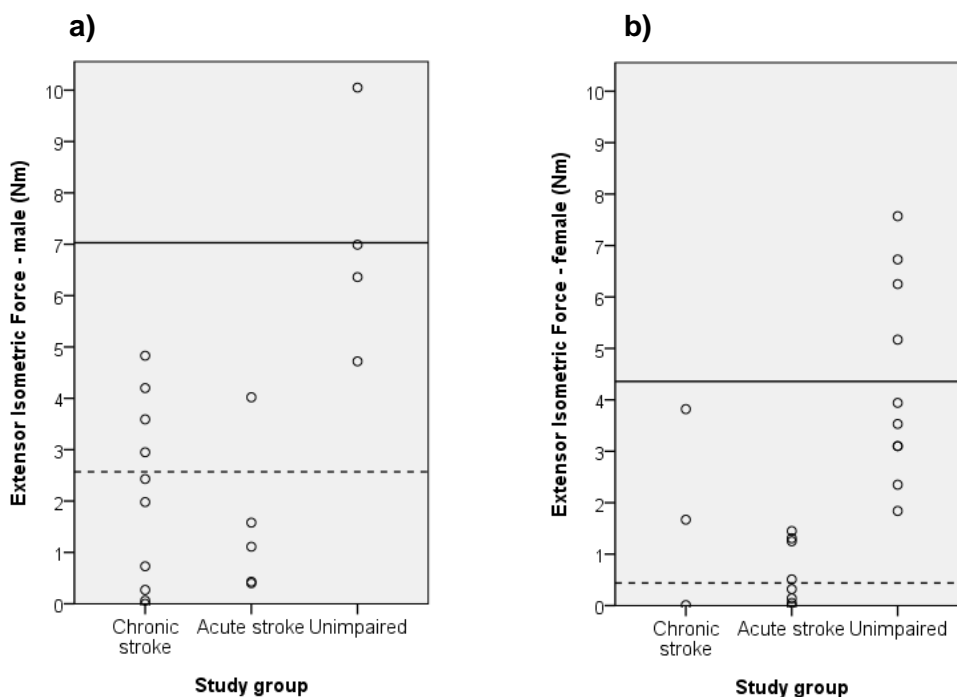 a)
Extensor Isometric Force - male (Nm)
10
9
8
7
6
5
4
3
2
1
0
Chronic stroke
Acute stroke
Unimpaired
Study group
b)
Extensor Isometric Force - female (Nm)
10
9
8
7
6
5
4
3
2
1
0
Chronic stroke
Acute stroke
Unimpaired
Study group